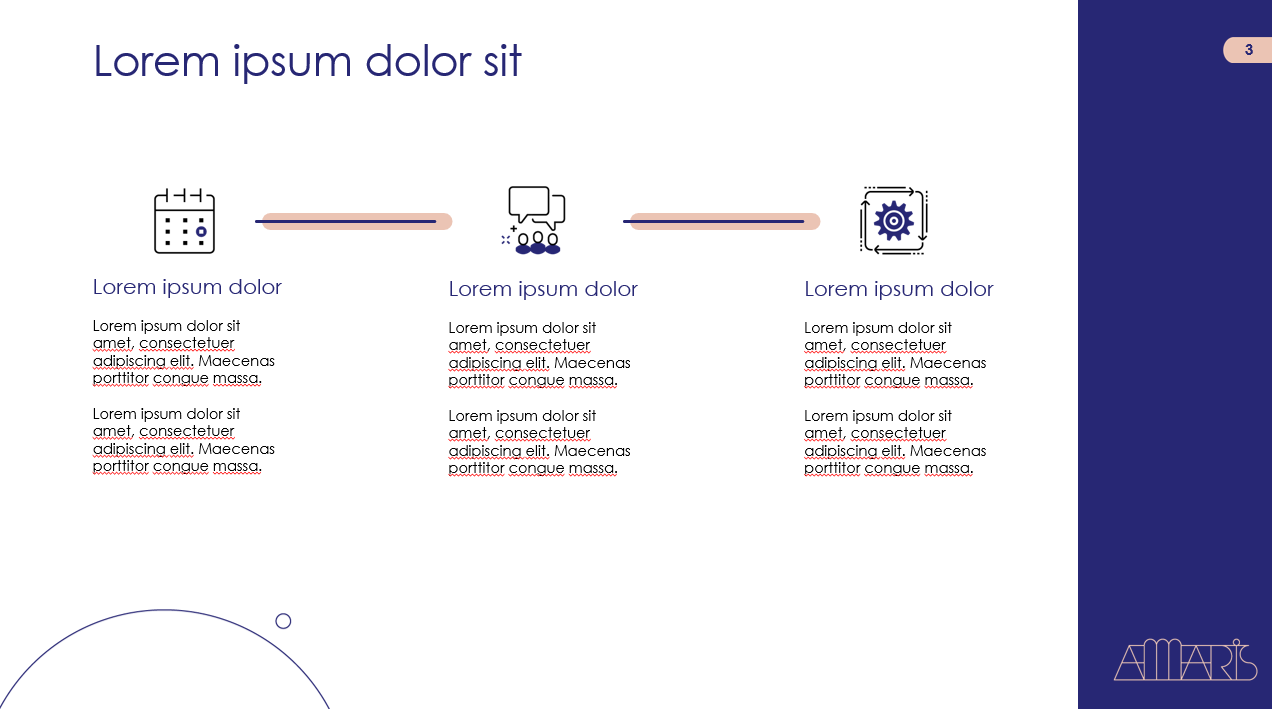 Lorem ipsum dolor sit
3
Lorem ipsum dolor
Lorem ipsum dolor sit
amet, consectetuer
adipiscing elit. Maecenas
porttitor congue massa.
Lorem ipsum dolor sit
amet, consectetuer
adipiscing elit. Maecenas
porttitor congue massa.
Lorem ipsum dolor
Lorem ipsum dolor sit
amet, consectetuer
adipiscing elit. Maecenas
porttitor congue massa.
Lorem ipsum dolor sit
amet, consectetuer
adipiscing elit. Maecenas
porttitor congue massa.
Lorem ipsum dolor
Lorem ipsum dolor sit
amet, consectetuer
adipiscing elit. Maecenas
porttitor congue massa.
Lorem ipsum dolor sit
amet, consectetuer
adipiscing elit. Maecenas
porttitor congue massa.
AMARIS